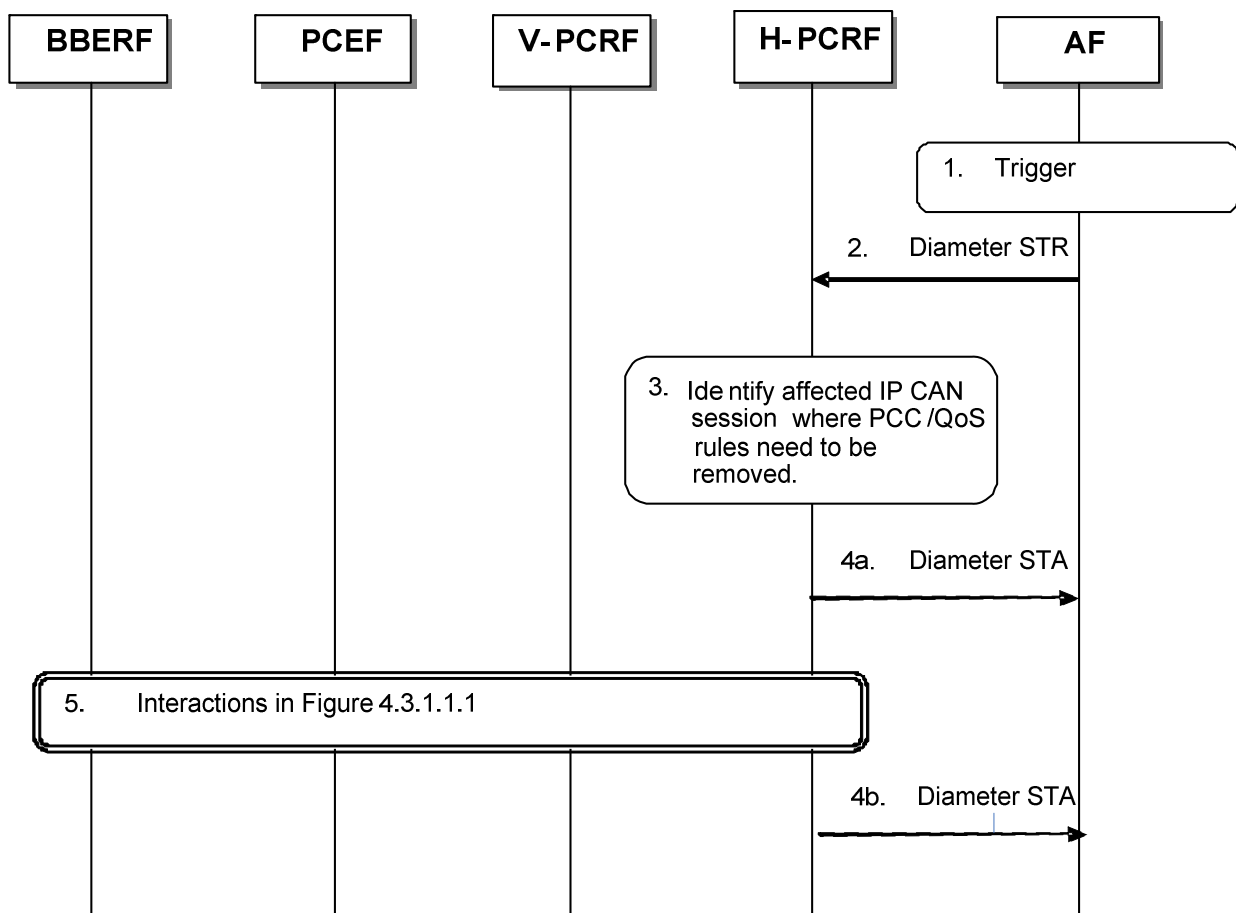 BBERF
PCEF
V-PCRF
H-PCRF
AF
1. Trigger
2. Diameter STR
3. Identify affected IP CAN
session where PCC /QoS
rules need to be
removed.
4a. Diameter STA
5. Interactions in Figure 4.3.1.1.1
4b. Diameter STA